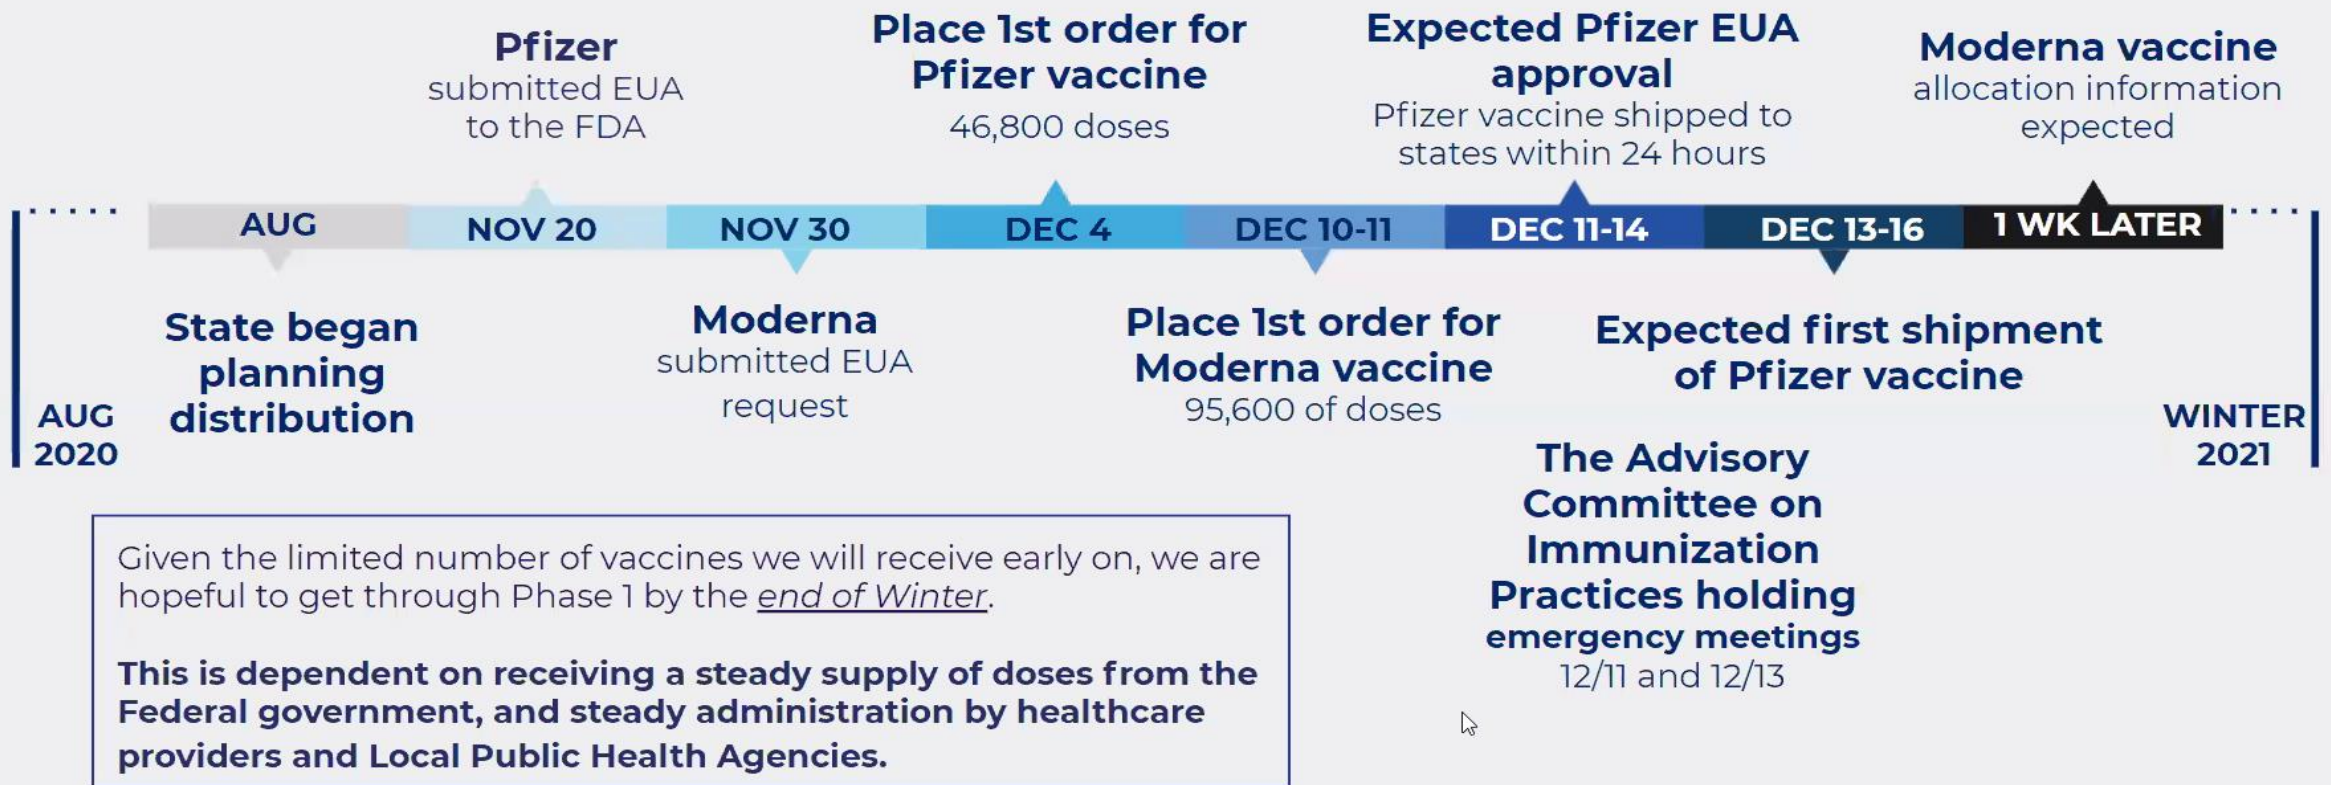 Pfizer
submitted EUA
to the FDA
Place 1st order for
Pfizer vaccine
46,800 doses
Expected Pfizer EUA
approval
Pfizer vaccine shipped to
states within 24 hours
Moderna vaccine
allocation information
expected
AUG
NOV 20
NOV 30
DEC 4
DEC 10-11
DEC 11-14
DEC 13-16
1 WK LATER
AUG
2020
State began
planning
distribution
Moderna
submitted EUA
request
Place 1st order for
Moderna vaccine
95,600 of doses
Expected first shipment
of Pfizer vaccine
WINTER
2021
The Advisory
Committee on
Immunization
Practices holding
emergency meetings
12/11 and 12/13
Given the limited number of vaccines we will receive early on, we are
hopeful to get through Phase 1 by the end of Winter.
This is dependent on receiving a steady supply of doses from the
Federal government, and steady administration by healthcare
providers and Local Public Health Agencies.